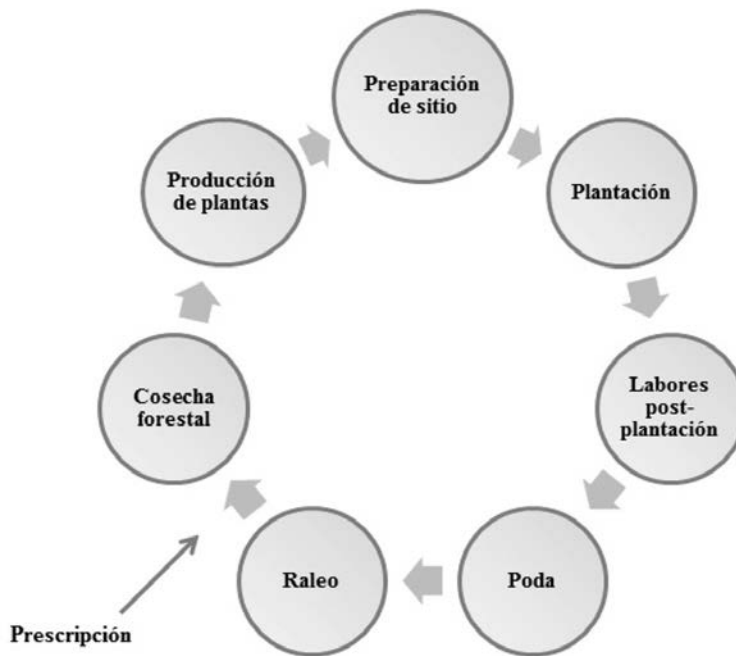 Preparación
de sitio
Plantación
Labores
post-
plantación
Poda
Raleo
Prescripción
Cosecha
forestal
Producción
de plantas